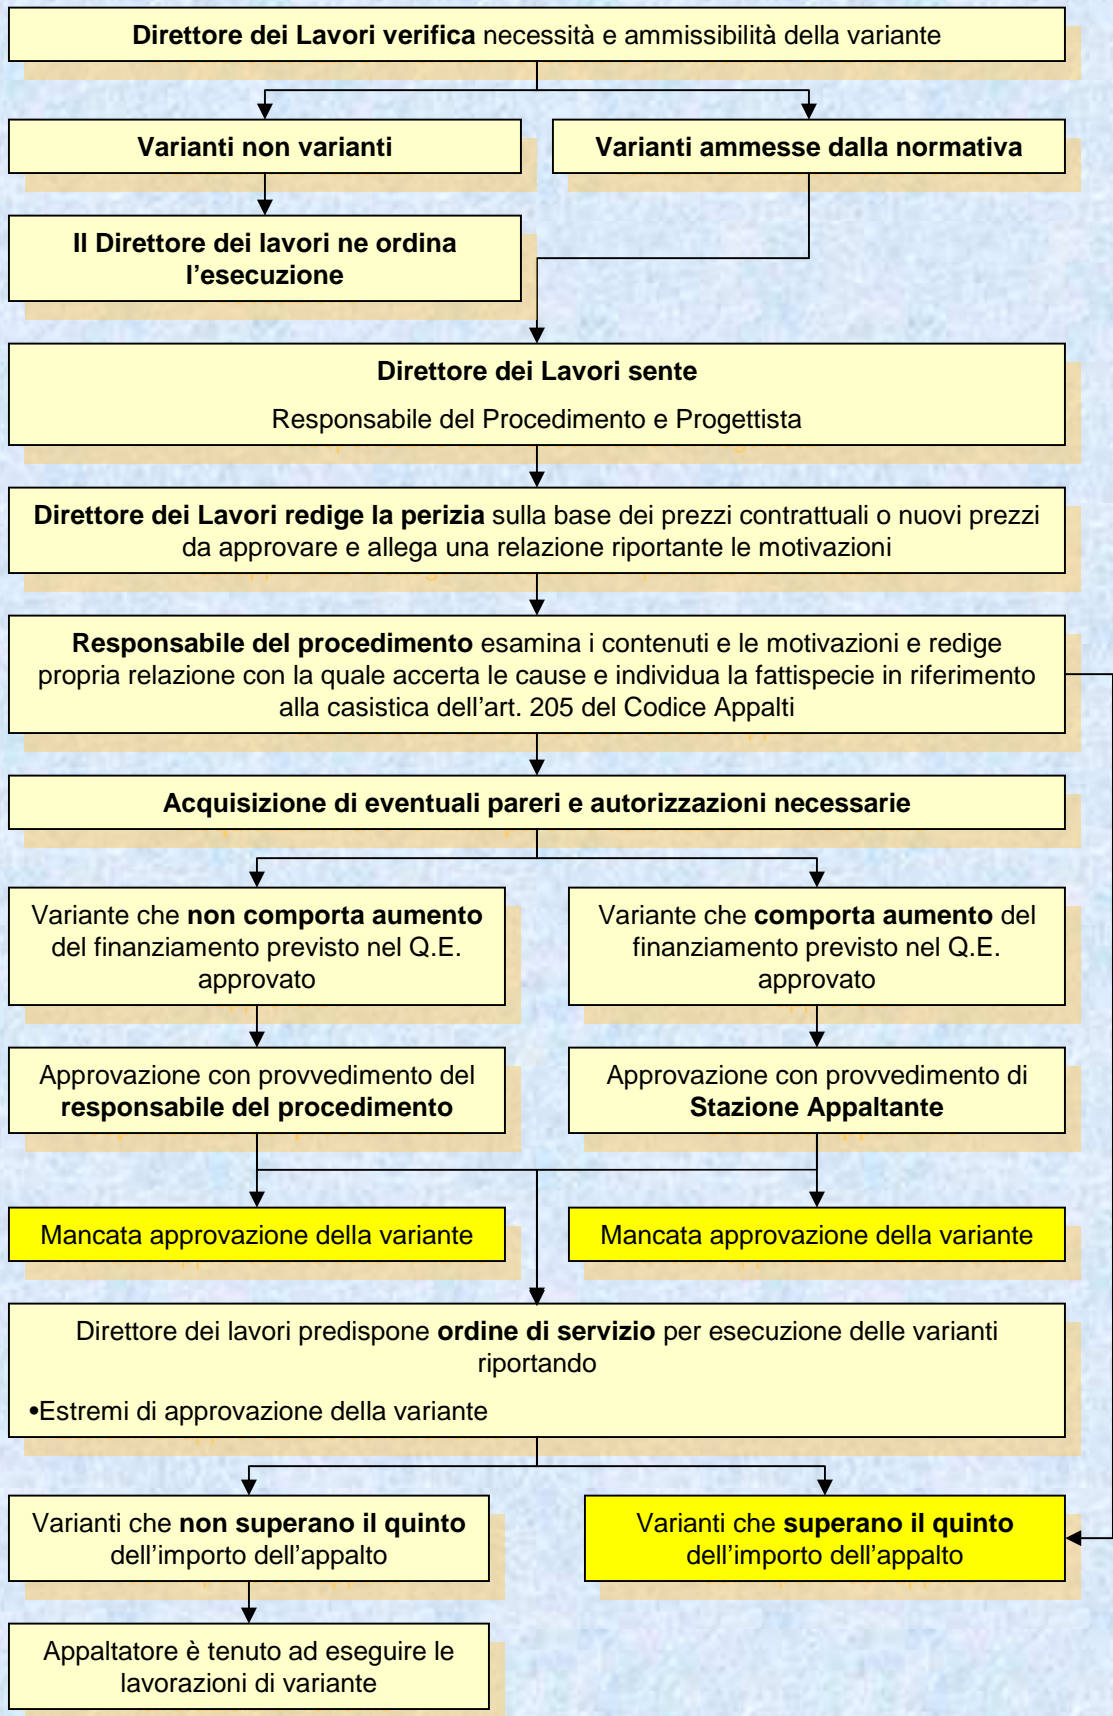 Direttore dei Lavori verifica necessità e ammissibilità della variante
Varianti non varianti
Varianti ammesse dalla normativa
Il Direttore dei lavori ne ordina
l'esecuzione
Direttore dei Lavori sente
Responsabile del Procedimento e Progettista
Direttore dei Lavori redige la perizia sulla base dei prezzi contrattuali o nuovi prezzi
da approvare e allega una relazione riportante le motivazioni
Responsabile del procedimento esamina i contenuti e le motivazioni e redige
propria relazione con la quale accerta le cause e individua la fattispecie in riferimento
alla casistica dell'art. 205 del Codice Appalti
Acquisizione di eventuali pareri e autorizzazioni necessarie
Variante che non comporta aumento
del finanziamento previsto nel Q.E.
approvato
Variante che comporta aumento del
finanziamento previsto nel Q.E.
approvato
Approvazione con provvedimento del
responsabile del procedimento
Approvazione con provvedimento di
Stazione Appaltante
Mancata approvazione della variante
Mancata approvazione della variante
Direttore dei lavori predispone ordine di servizio per esecuzione delle varianti
riportando
•Estremi di approvazione della variante
Varianti che non superano il quinto
dell'importo dell'appalto
Varianti che superano il quinto
dell'importo dell'appalto
Appaltatore è tenuto ad eseguire le
lavorazioni di variante